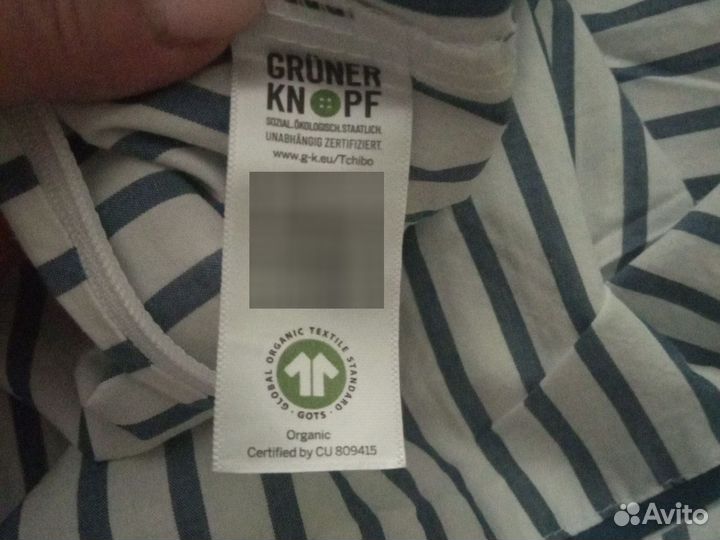 GRÜNER
KNOPF
SOZIAL. ÖKOLOGISCH. STAATLICH.
UNABHÄNGIG ZERTIFIZIERT.
www.g-k.eu/Tchibo
GLOBAL ORGANIC TEXTILE STANDARD
· GOTS ·
Organic
Certified by CU 809415
Avito